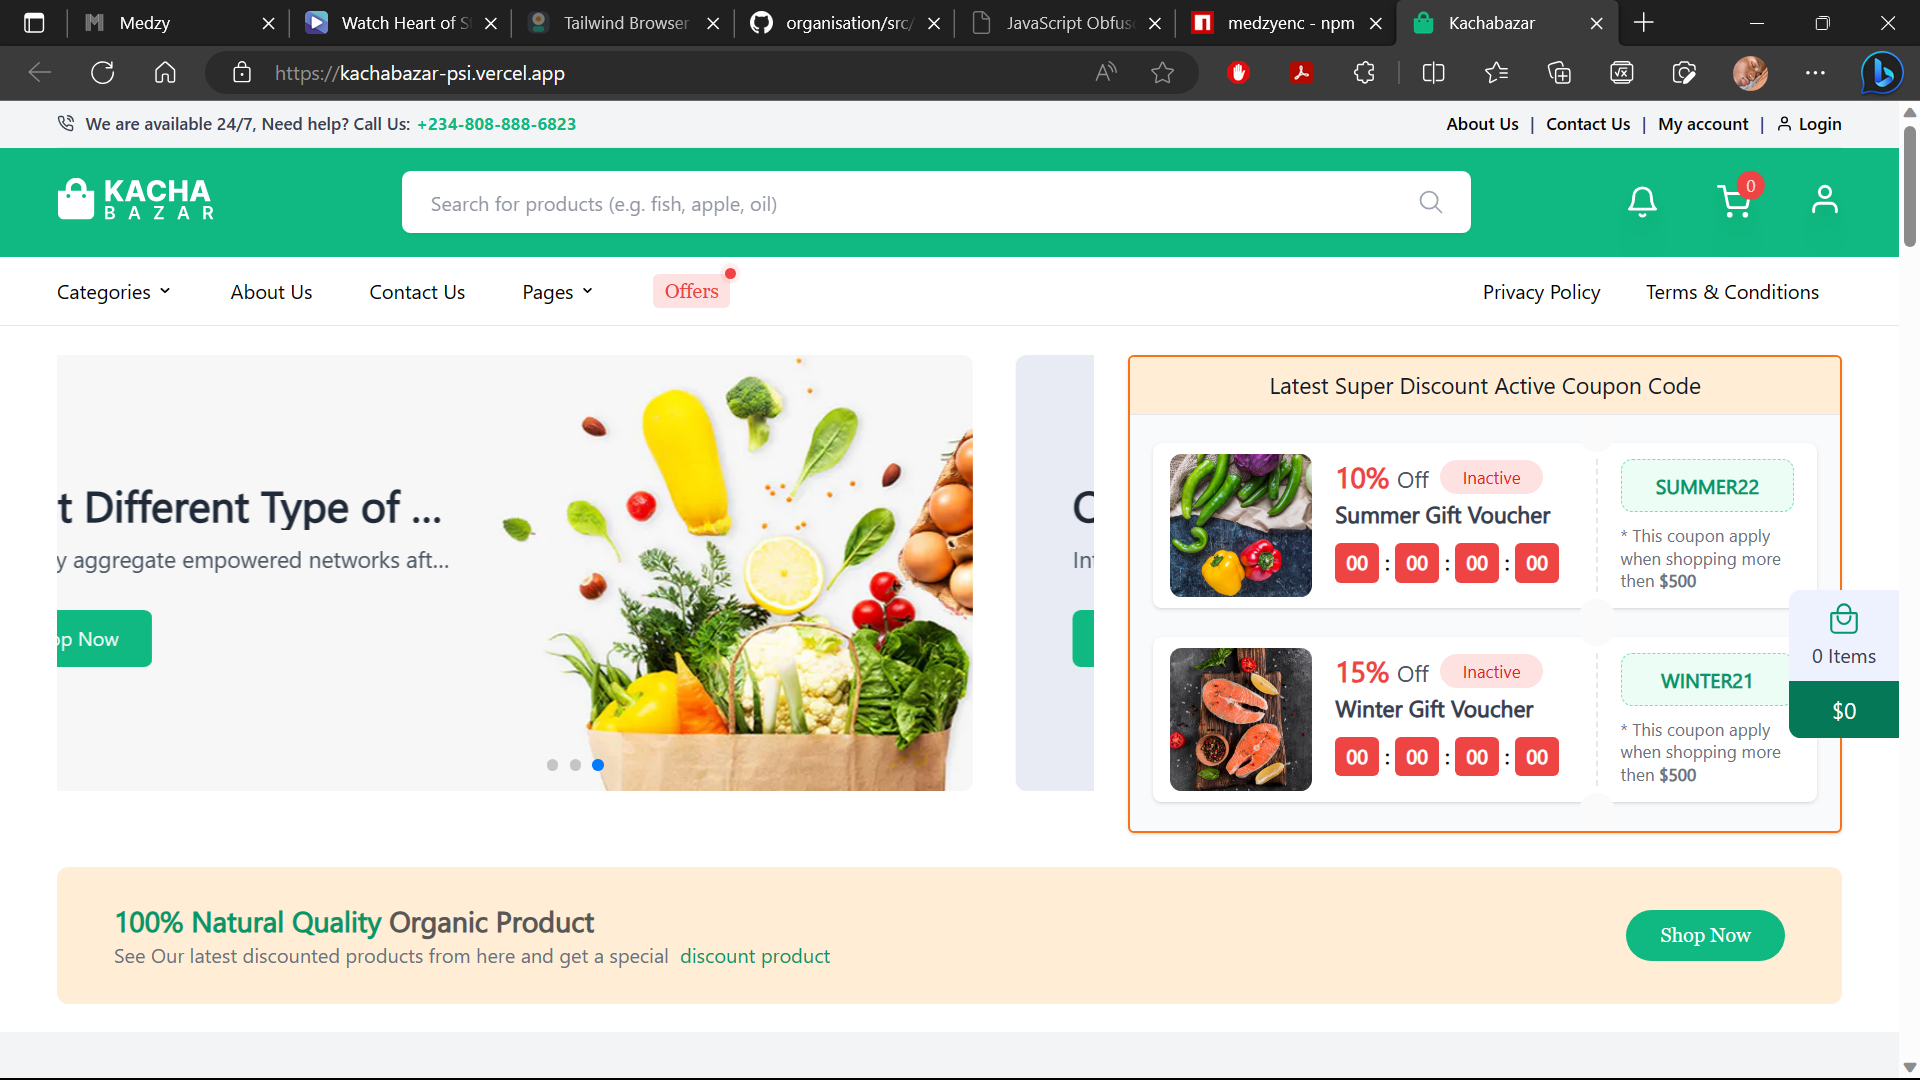 Medzy
Watch Heart of S
Tailwind Browser
organisation/src/
JavaScript Obfus
medzyenc - npm
Kachabazar
https://kachabazar-psi.vercel.app
We are available 24/7, Need help? Call Us: +234-808-888-6823
About Us | Contact Us | My account | Login
KACHA
BAZAR
Search for products (e.g. fish, apple, oil)
0
Categories
About Us
Contact Us
Pages
Offers
Privacy Policy
Terms & Conditions
t Different Type of ...
y aggregate empowered networks aft...
op Now
Int
Latest Super Discount Active Coupon Code
10% Off Inactive
Summer Gift Voucher
00 : 00 : 00 : 00
SUMMER22
* This coupon apply
when shopping more
then $500
15% Off Inactive
Winter Gift Voucher
00 : 00 : 00 : 00
WINTER21
* This coupon apply
when shopping more
then $500
0 Items
$0
100% Natural Quality Organic Product
See Our latest discounted products from here and get a special discount product
Shop Now